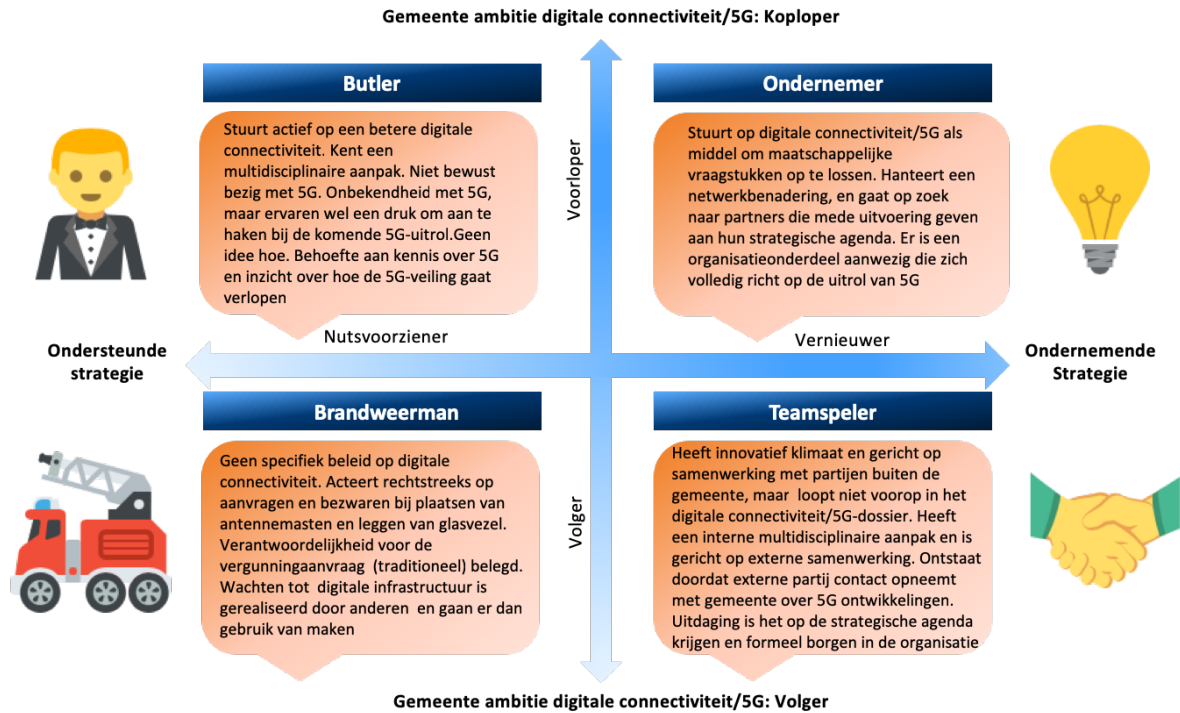 Gemeente ambitie digitale connectiviteit/5G: Koploper
Butler
Stuurt actief op een betere digitale
connectiviteit. Kent een
multidisciplinaire aanpak. Niet bewust
bezig met 5G. Onbekendheid met 5G,
maar ervaren wel een druk om aan te
haken bij de komende 5G-uitrol.Geen
idee hoe. Behoefte aan kennis over 5G
en inzicht over hoe de 5G-veiling gaat
verlopen
Voorloper
Ondernemer
Stuurt op digitale connectiviteit/5G als
middel om maatschappelijke
vraagstukken op te lossen. Hanteert een
netwerkbenadering, en gaat op zoek
naar partners die mede uitvoering geven
aan hun strategische agenda. Er is een
organisatieonderdeel aanwezig die zich
volledig richt op de uitrol van 5G
Ondersteunde
strategie
Nutsvoorziener
Vernieuwer
Ondernemende
Strategie
Brandweerman
Geen specifiek beleid op digitale
connectiviteit. Acteert rechtstreeks op
aanvragen en bezwaren bij plaatsen van
antennemasten en leggen van glasvezel.
Verantwoordelijkheid voor de
vergunningaanvraag (traditioneel) belegd.
Wachten tot digitale infrastructuur is
gerealiseerd door anderen en gaan er dan
gebruik van maken
Volger
Teamspeler
Heeft innovatief klimaat en gericht op
samenwerking met partijen buiten de
gemeente, maar loopt niet voorop in het
digitale connectiviteit/5G-dossier. Heeft
een interne multidisciplinaire aanpak en is
gericht op externe samenwerking. Ontstaat
doordat externe partij contact opneemt
met gemeente over 5G ontwikkelingen.
Uitdaging is het op de strategische agenda
krijgen en formeel borgen in de organisatie
Gemeente ambitie digitale connectiviteit/5G: Volger